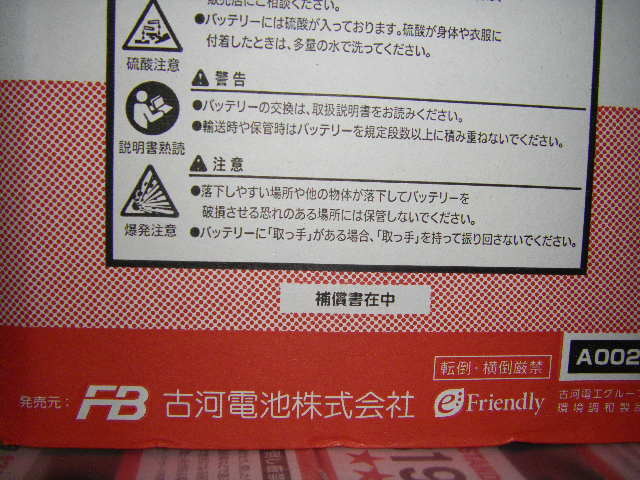 販売店にご相談ください。
●バッテリーには硫酸が入っております。硫酸が身体や衣服に
付着したときは、多量の水で洗ってください。
硫酸注意
警告
●バッテリーの交換は、取扱説明書をお読みください。
●輸送時や保管時はバッテリーを規定段数以上に積み重ねないでください。
説明書熟読
注意
●落下しやすい場所や他の物体が落下してバッテリーを
破損させる恐れのある場所には保管しないでください。
●バッテリーに「取っ手」がある場合、「取っ手」を持って振り回さないでください。
爆発注意
補償書在中
転倒・横倒厳禁
A002
発売元:
FB
古河電池株式会社
e Friendly
古河電工グループ
環境調和製
19